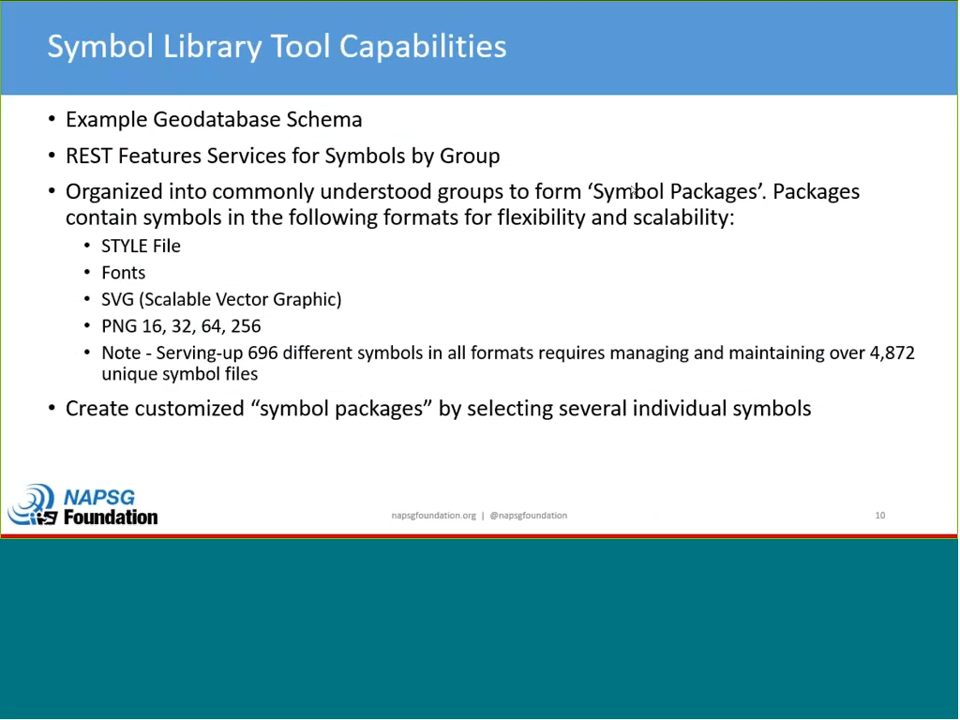 Symbol Library Tool Capabilities
• Example Geodatabase Schema
• REST Features Services for Symbols by Group
• Organized into commonly understood groups to form ‘Symbol Packages’. Packages
contain symbols in the following formats for flexibility and scalability:
• STYLE File
• Fonts
• SVG (Scalable Vector Graphic)
• PNG 16, 32, 64, 256
• Note - Serving-up 696 different symbols in all formats requires managing and maintaining over 4,872
unique symbol files
• Create customized “symbol packages” by selecting several individual symbols
NAPSG
Foundation
napsgfoundation.org | @napsgfoundation
10